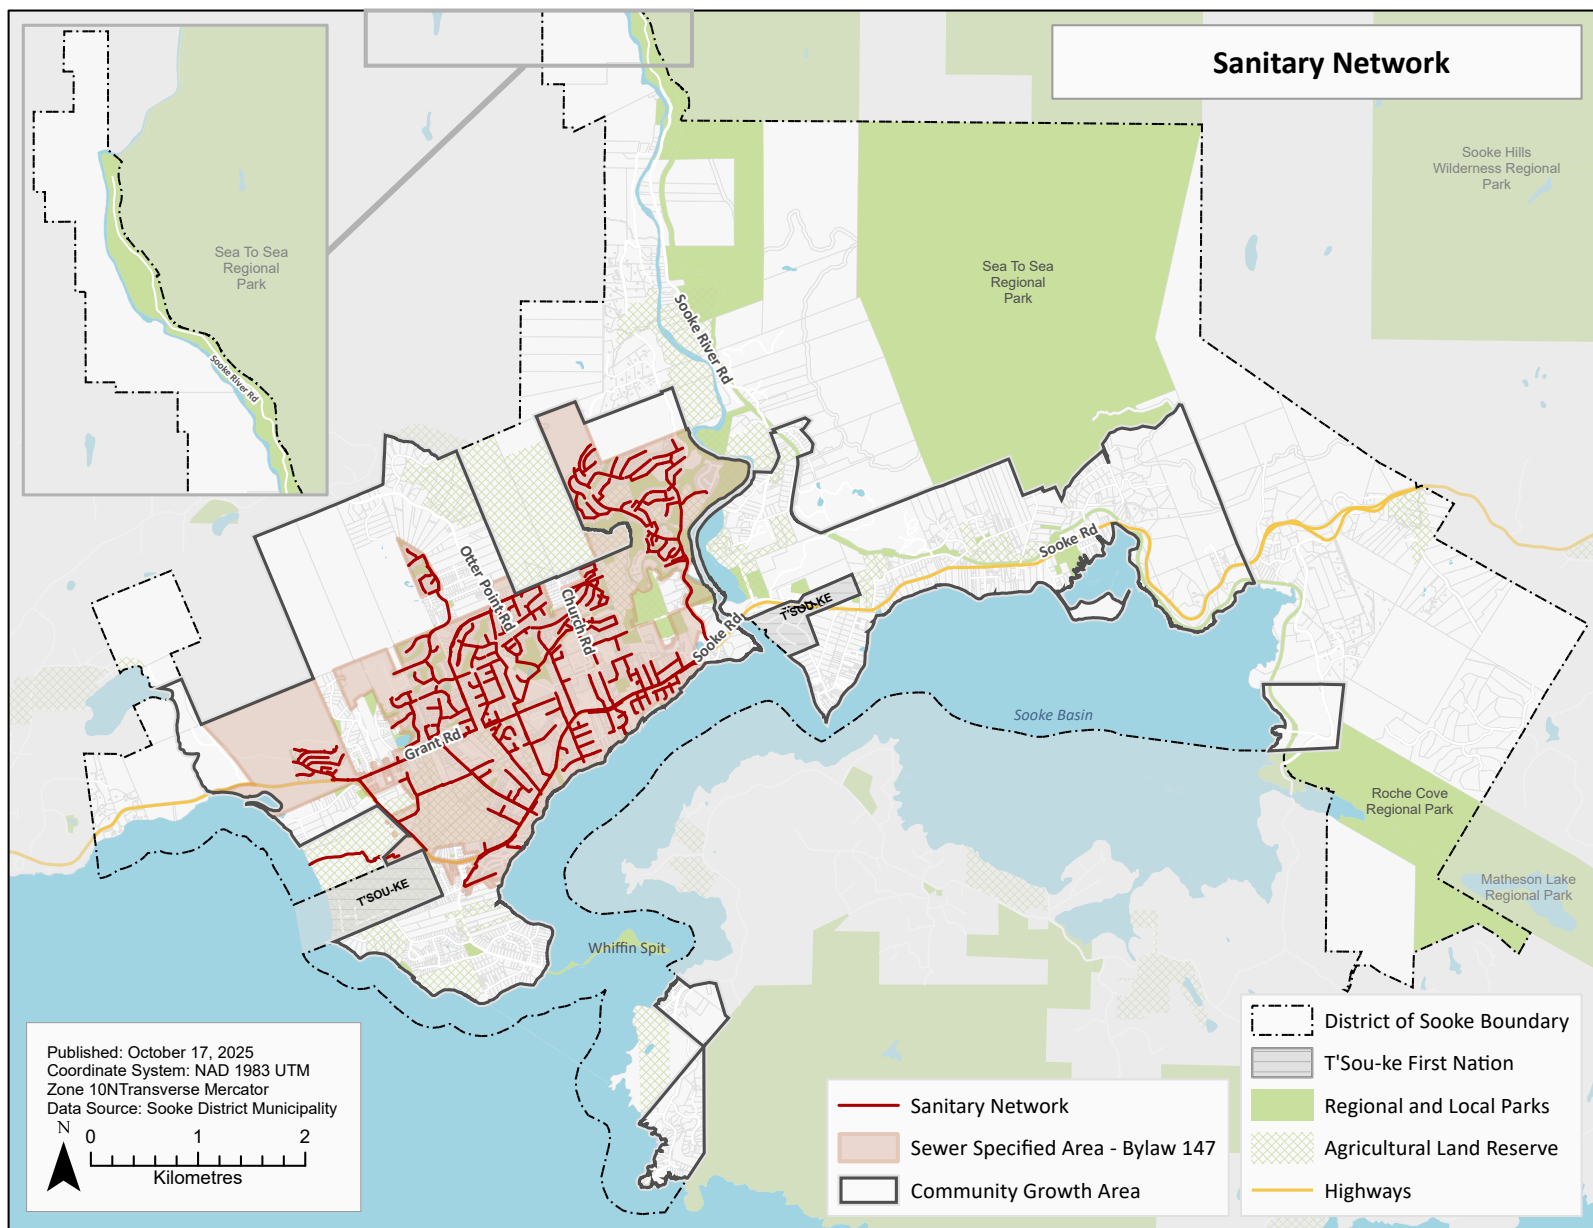 Sanitary Network
Sooke Hills
Wilderness Regional
Park
Sea To Sea
Regional
Park
Sooke River Rd
Sea To Sea
Regional
Park
Sooke River Rd
Otter Point Rd
Church Rd
Sooke Rd
Sooke Rd
T'SOU-KE
Grant Rd
Sooke Basin
Roche Cove
Regional Park
Matheson Lake
Regional Park
T'SOU-KE
Whiffin Spit
Published: October 17, 2025
Coordinate System: NAD 1983 UTM
Zone 10NTransverse Mercator
Data Source: Sooke District Municipality
N
0 1 2
Kilometres
Sanitary Network
Sewer Specified Area - Bylaw 147
Community Growth Area
District of Sooke Boundary
T'Sou-ke First Nation
Regional and Local Parks
Agricultural Land Reserve
Highways